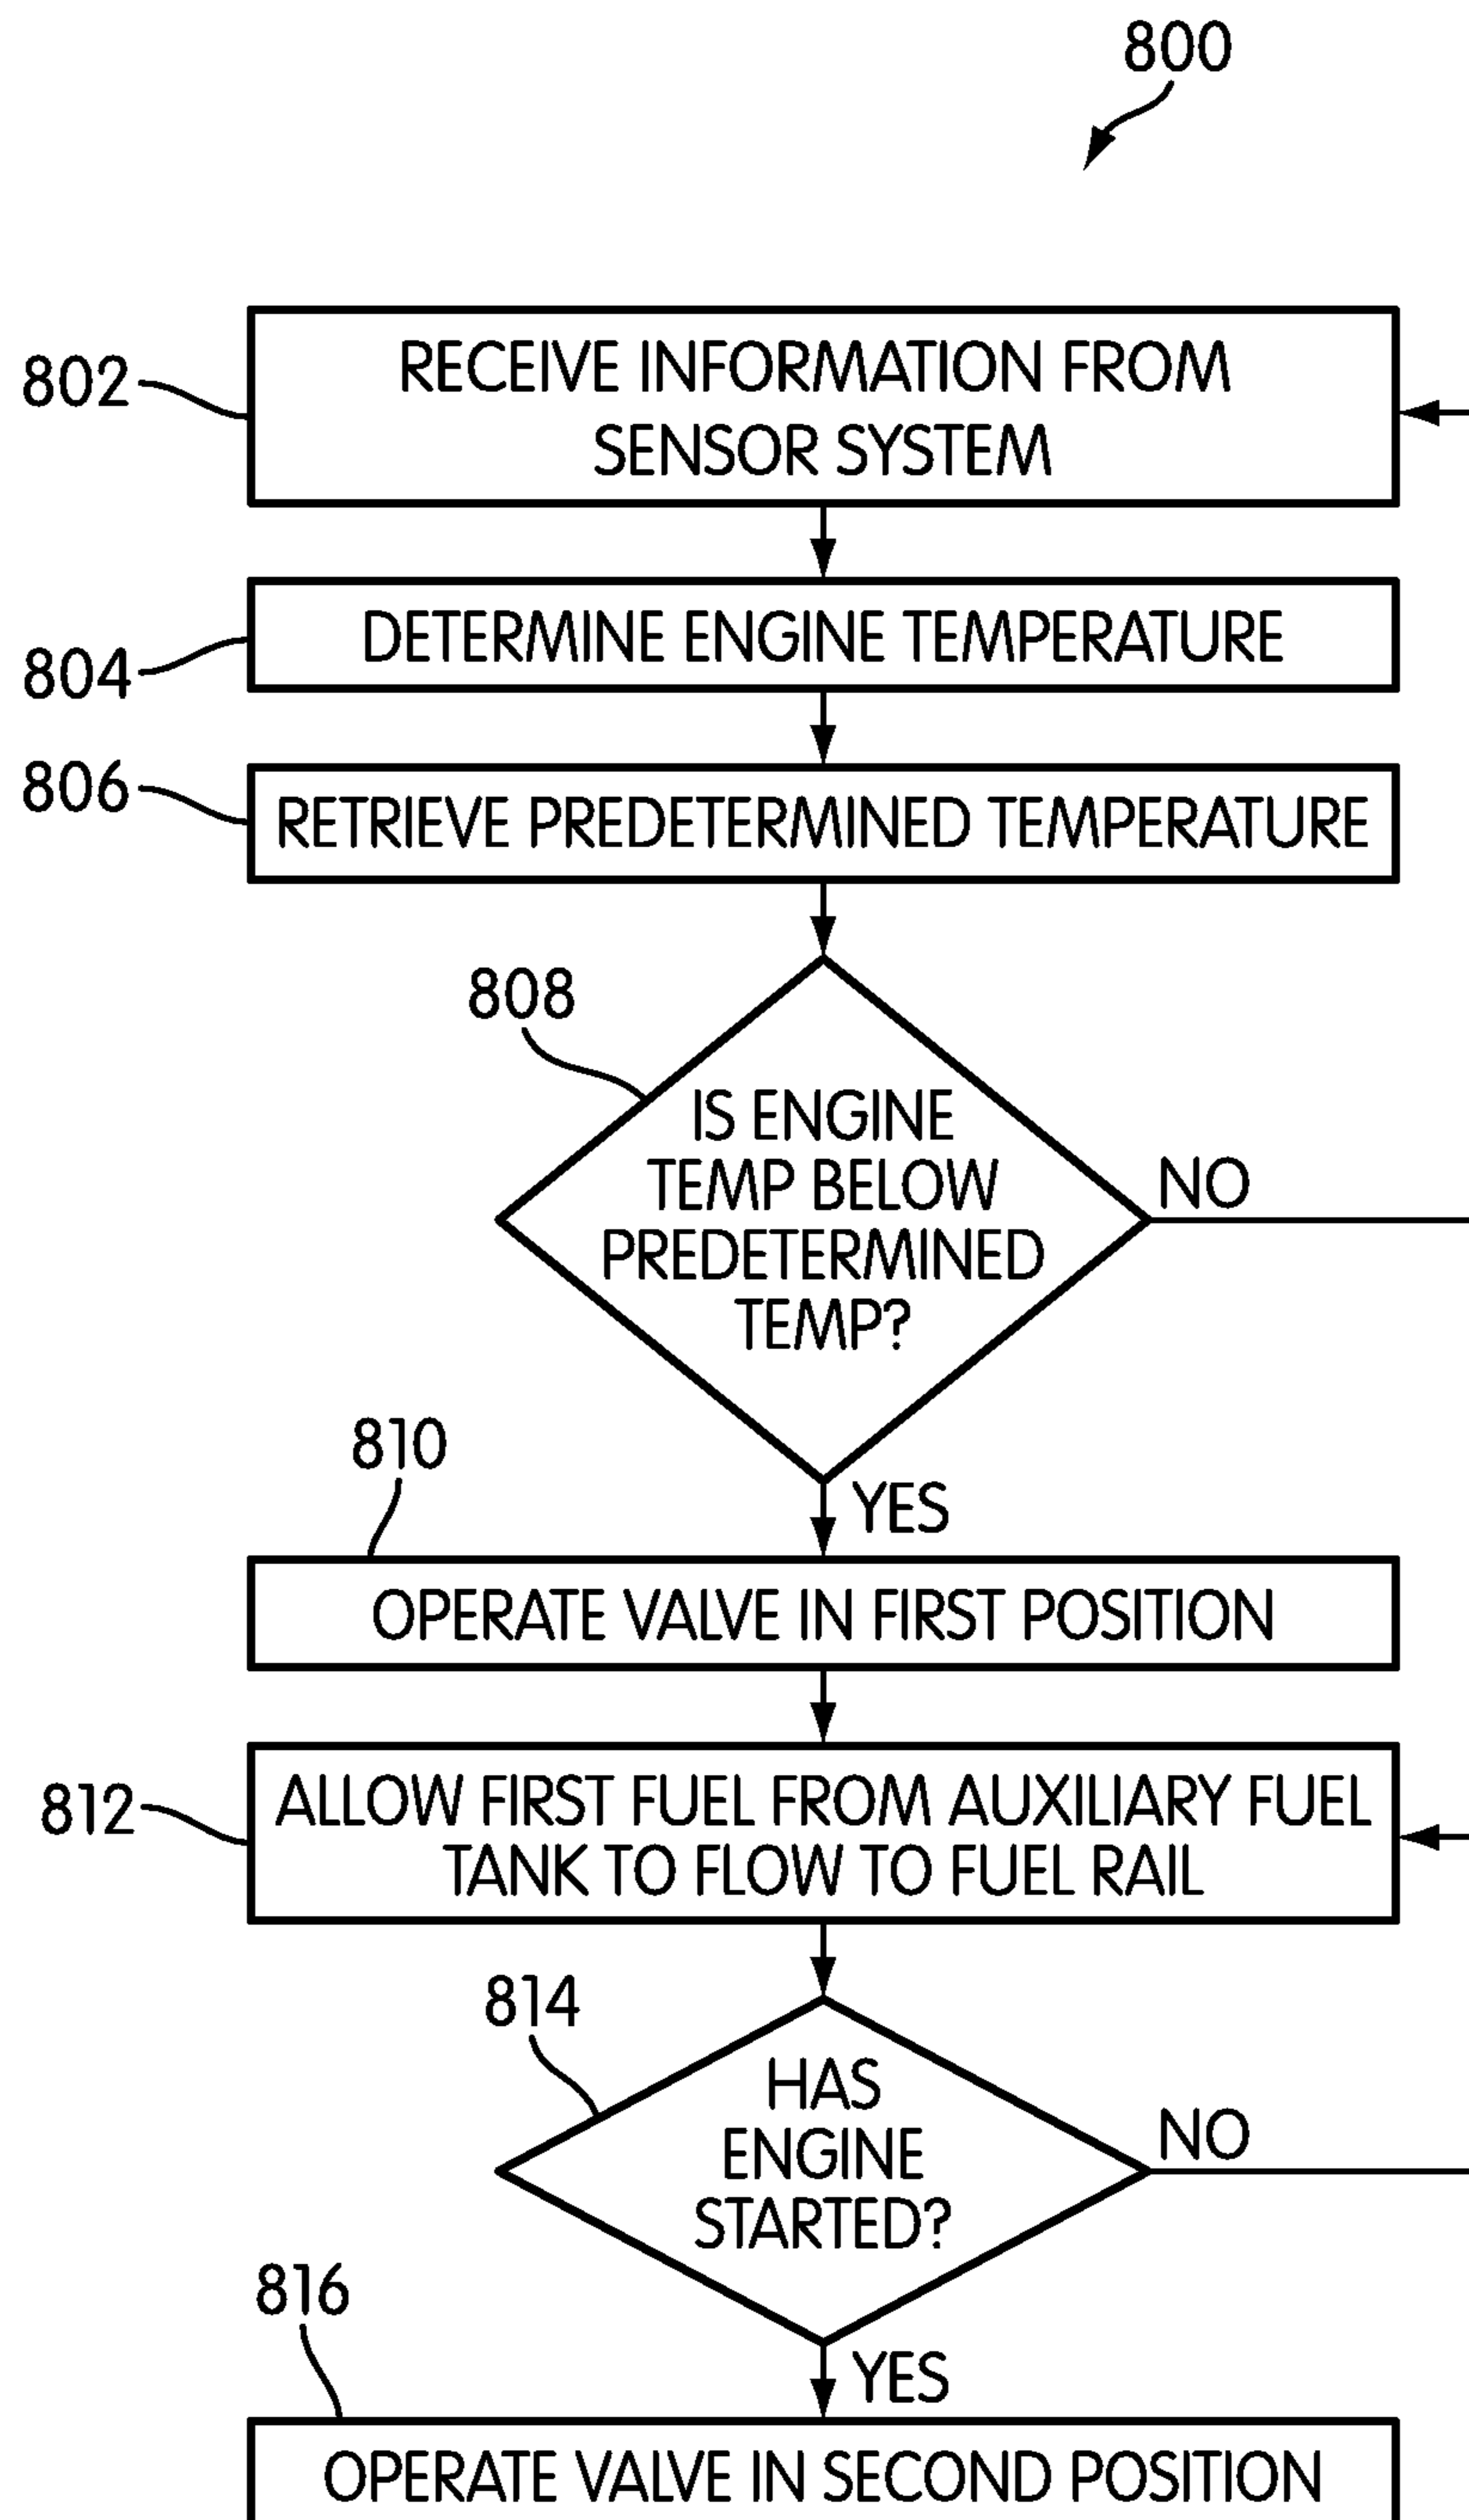 800
802
RECEIVE INFORMATION FROM
SENSOR SYSTEM
804
DETERMINE ENGINE TEMPERATURE
806
RETRIEVE PREDETERMINED TEMPERATURE
808
IS ENGINE
TEMP BELOW
PREDETERMINED
TEMP?
NO
YES
810
OPERATE VALVE IN FIRST POSITION
812
ALLOW FIRST FUEL FROM AUXILIARY FUEL
TANK TO FLOW TO FUEL RAIL
814
HAS
ENGINE
STARTED?
NO
YES
816
OPERATE VALVE IN SECOND POSITION